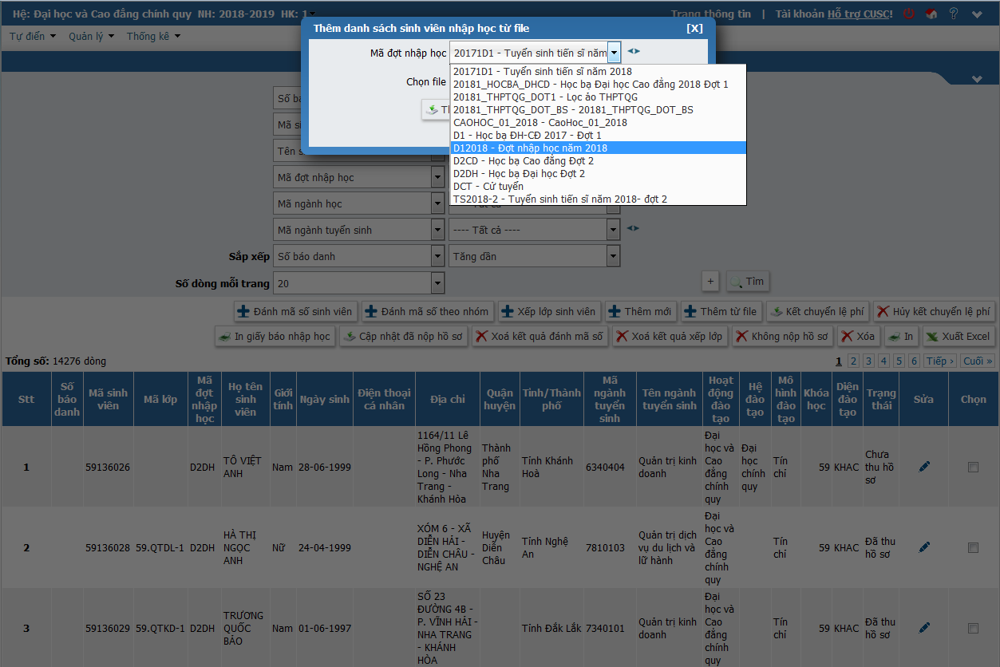 Hệ: Đại học và Cao đẳng chính quy NH: 2018-2019 HK: 1
Trang thông tin | Tài khoản Hỗ trợ CUSC!
Tự điển Quản lý Thống kê
Thêm danh sách sinh viên nhập học từ file [X]
Mã đợt nhập học 20171D1 - Tuyển sinh tiến sĩ năm
Chọn file
20171D1 - Tuyển sinh tiến sĩ năm 2018
20181_HOCBA_DHCD - Học bạ Đại học Cao đẳng 2018 Đợt 1
20181_THPTQG_DOT1 - Lọc ảo THPTQG
20181_THPTQG_DOT_BS - 20181_THPTQG_DOT_BS
CAOHOC_01_2018 - CaoHoc_01_2018
D1 - Học bạ ĐH-CĐ 2017 - Đợt 1
D12018 - Đợt nhập học năm 2018
D2CD - Học bạ Cao đẳng Đợt 2
D2DH - Học bạ Đại học Đợt 2
DCT - Cử tuyển
TS2018-2 - Tuyển sinh tiến sĩ năm 2018- đợt 2
Mã đợt nhập học
Mã ngành học
Mã ngành tuyển sinh ---- Tất cả ----
Sắp xếp Số báo danh Tăng dần
Số dòng mỗi trang 20 + Tìm
Đánh mã số sinh viên Đánh mã số theo nhóm Xếp lớp sinh viên Thêm mới Thêm từ file Kết chuyển lệ phí Hủy kết chuyển lệ phí
In giấy báo nhập học Cập nhật đã nộp hồ sơ Xoá kết quả đánh mã số Xoá kết quả xếp lớp Không nộp hồ sơ Xóa In Xuất Excel
Tổng số: 14276 dòng 1 2 3 4 5 6 Tiếp › Cuối »
Stt
Số
báo
danh
Mã sinh
viên
Mã lớp
Mã
đợt
nhập
học
Họ tên
sinh
viên
Giới
tính
Ngày sinh
Điện thoại
cá nhân
Địa chỉ
Quận
huyện
Tỉnh/Thành
phố
Mã
ngành
tuyển
sinh
Tên ngành
tuyển sinh
Hoạt
động
đào
tạo
Hệ
đào
tạo
Mô
hình
đào
tạo
Khóa
học
Diện
đào
tạo
Trạng
thái
Sửa
Chọn
1
59136026
D2DH
TÔ VIỆT
ANH
Nam
28-06-1999
1164/11 Lê
Hồng Phong
- P. Phước
Long - Nha
Trang -
Khánh Hòa
Thành
phố
Nha
Trang
Tỉnh Khánh
Hoà
6340404
Quản trị kinh
doanh
Đại
học và
Cao
đẳng
chính
quy
Đại
học
chính
quy
Tín
chỉ
59
KHAC
Chưa
thu hồ
sơ
2
59136028
59.QTDL-1
D2DH
HÀ THỊ
NGỌC
ANH
Nữ
24-04-1999
XÓM 6 - XÃ
DIỄN HẢI -
DIỄN CHÂU -
NGHỆ AN
Huyện
Diễn
Châu
Tỉnh Nghệ
An
7810103
Quản trị dịch
vụ du lịch và
lữ hành
Đại
học và
Cao
đẳng
chính
quy
Tín
chỉ
59
KHAC
Đã thu
hồ sơ
3
59136029
59.QTKD-1
D2DH
TRƯƠNG
QUỐC
BẢO
Nam
01-06-1997
SỐ 23
ĐƯỜNG 4B -
P. VĨNH HẢI -
NHA TRANG
- KHÁNH
HÒA
Tỉnh Đắk Lắk
7340101
Quản trị kinh
doanh
Đại
học và
Cao
đẳng
chính
quy
Tín
chỉ
59
KHAC
Đã thu
hồ sơ